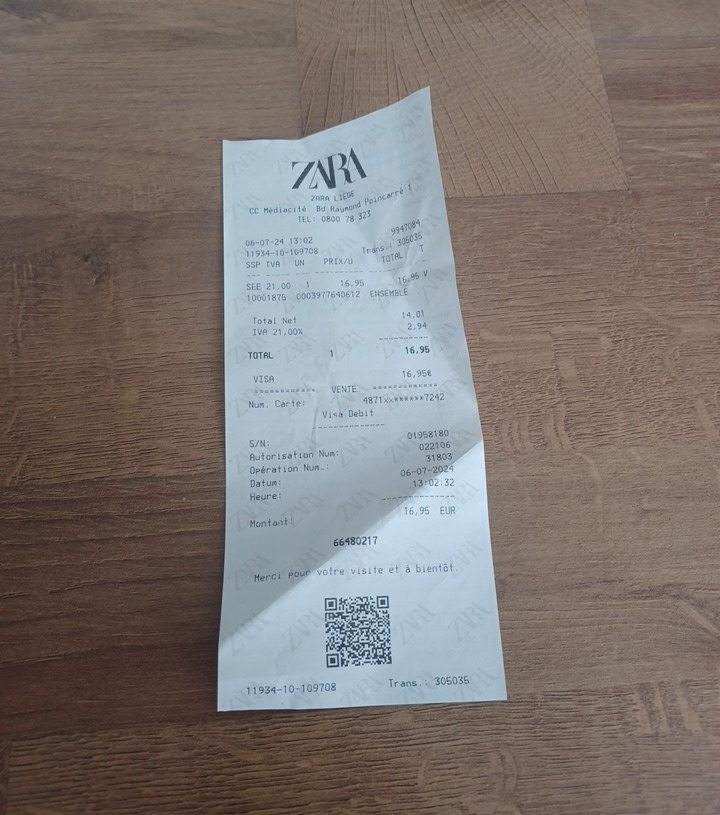 ZARA
ZARA LIEGE
CC Médiacité Bd Raymond Poincarré 1
TEL: 0800 78 323
06-07-24 13:02 9947084
11934-10-109708 Trans.: 305035
SSP TVA UN PRIX/U TOTAL T
SEE 21,00 1 16,95 16,95 V
10001875 0003977640612 ENSEMBLE
Total Net 14,01
IVA 21,00% 2,94
TOTAL 1 16,95
VISA 16,95€
============ VENTE =============
Num. Carte: 4871xx******7242
Visa Debit
--------------
S/N: 01958180
Autorisation Num: 022106
Opération Num.: 31803
Datum: 06-07-2024
Heure: 13:02:32
--------------
Montant: 16,95 EUR
66480217
Merci pour votre visite et à bientôt.
11934-10-109708 Trans.: 305035